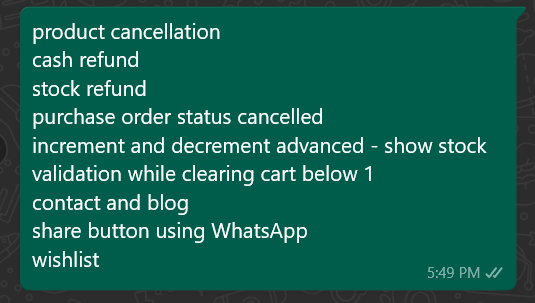 product cancellation
cash refund
stock refund
purchase order status cancelled
increment and decrement advanced - show stock
validation while clearing cart below 1
contact and blog
share button using WhatsApp
wishlist
5:49 PM